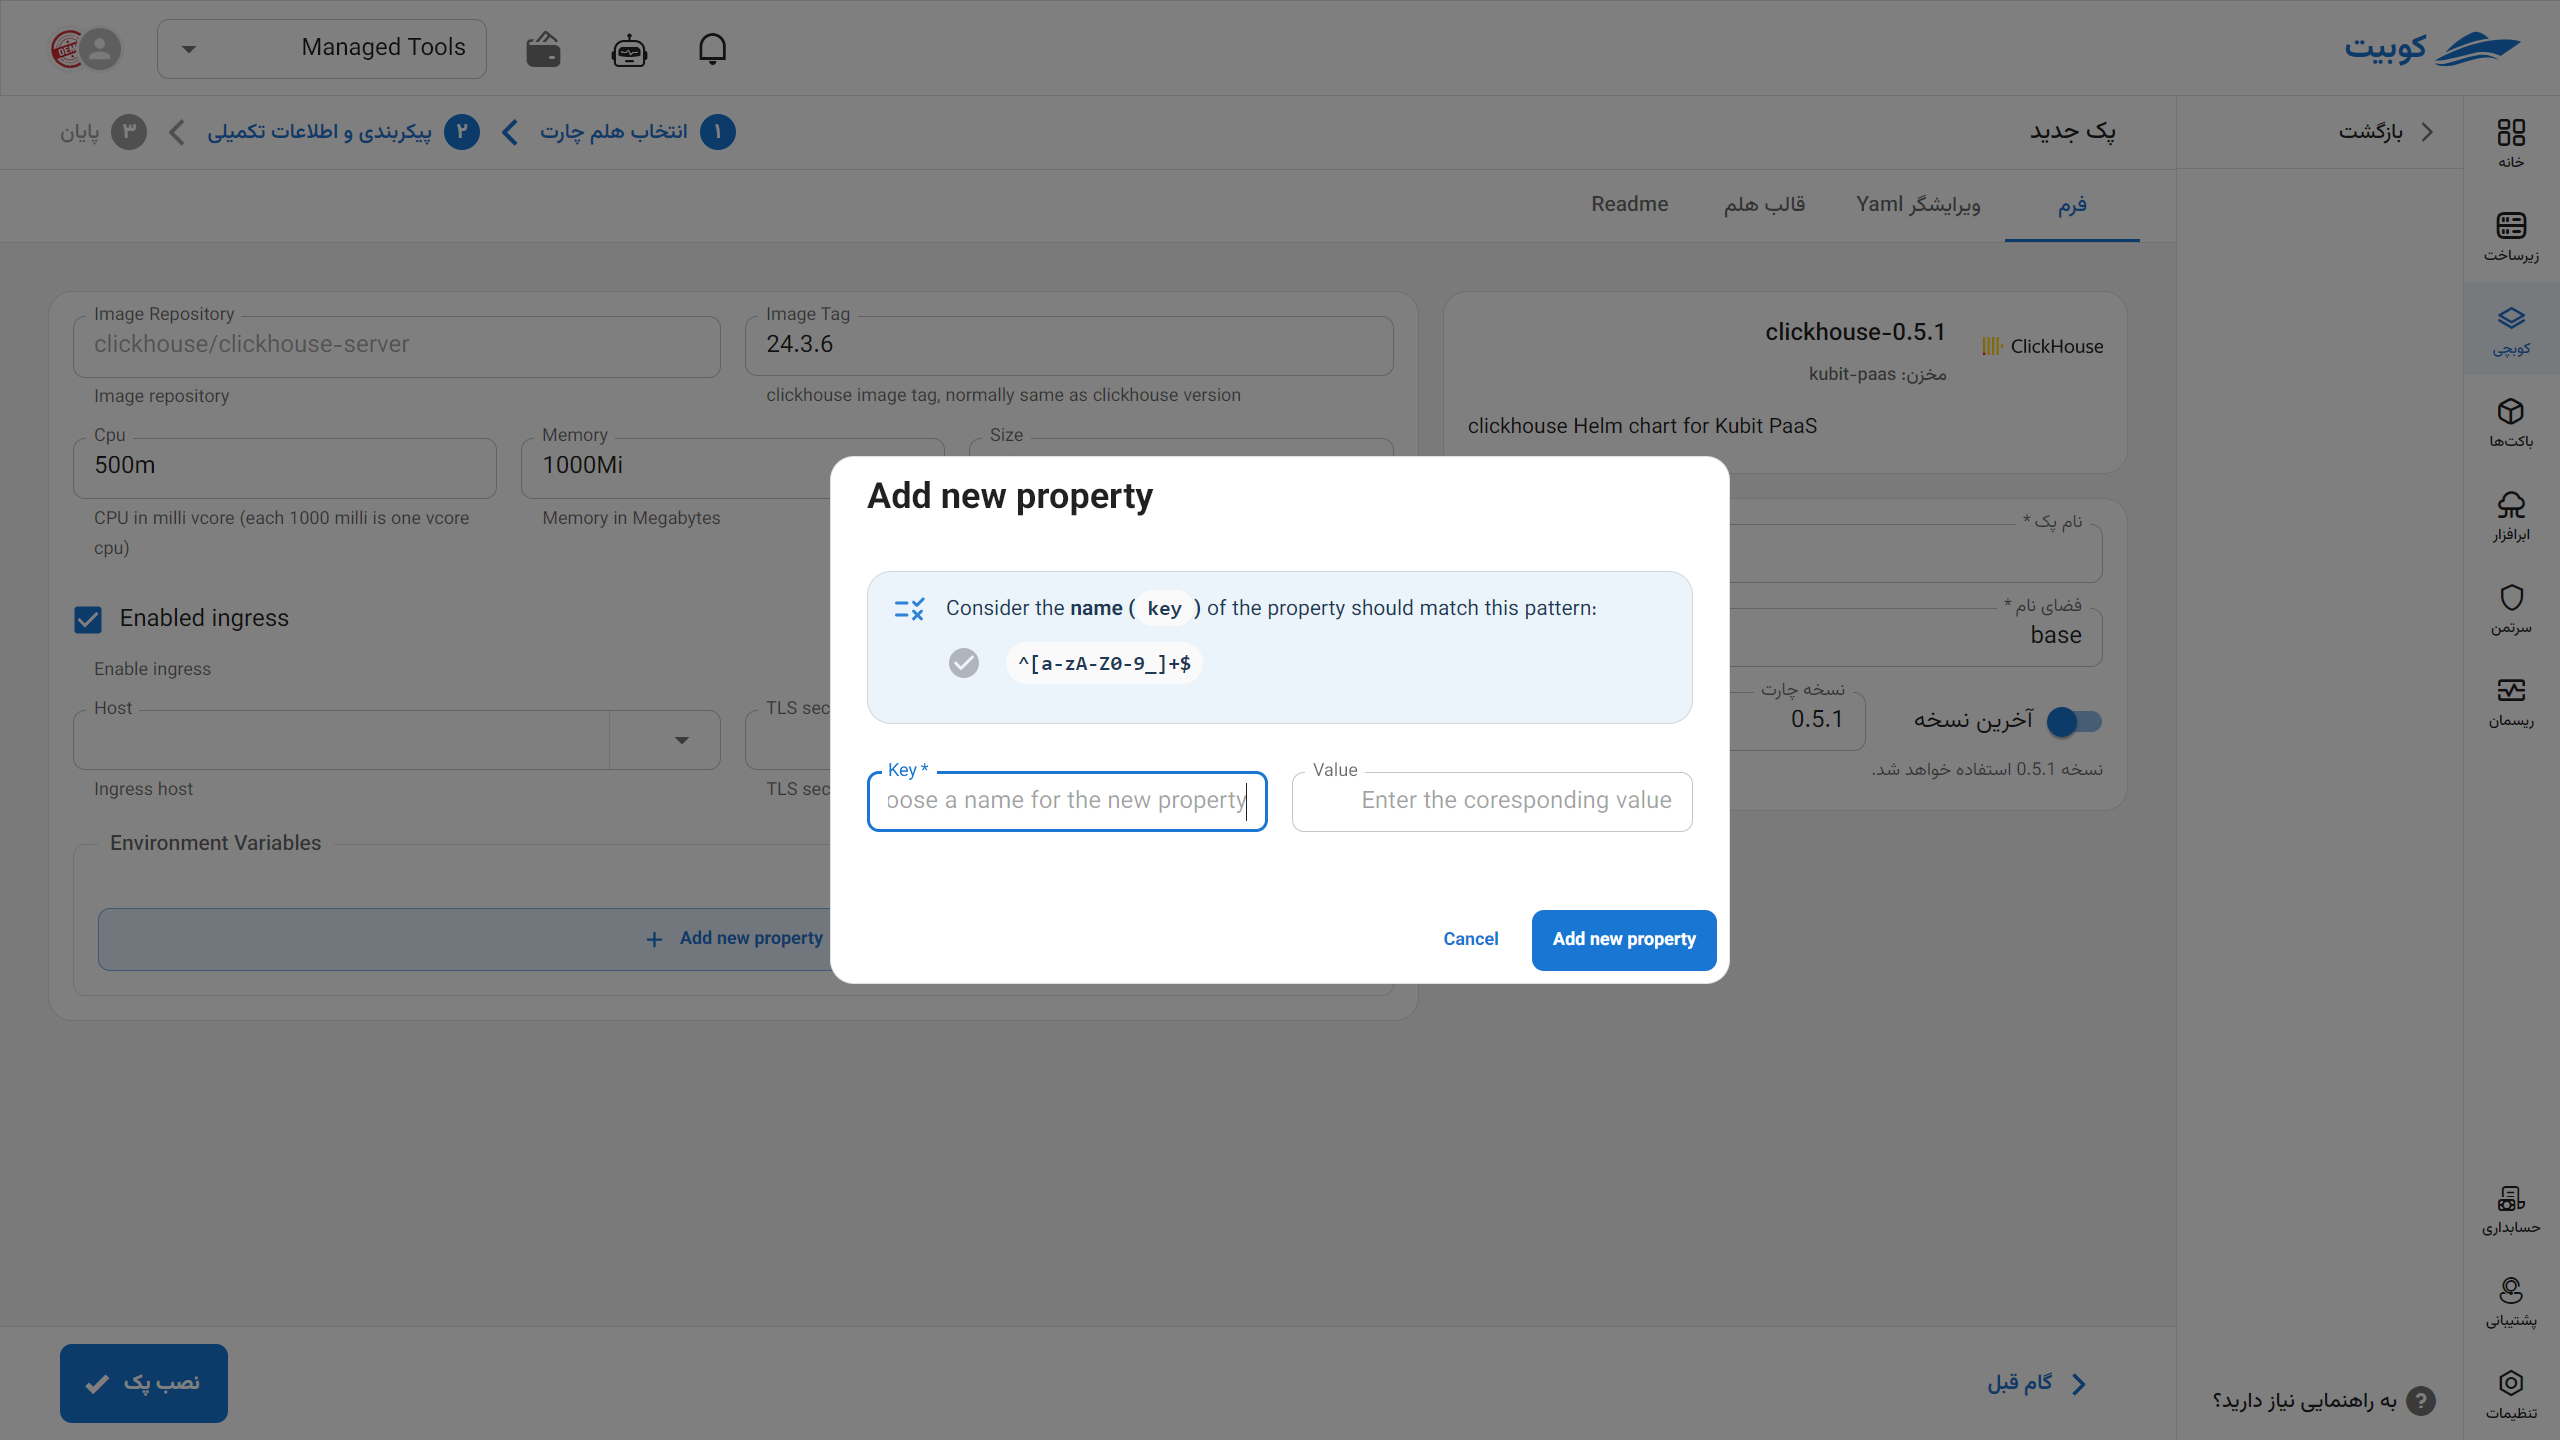 Managed Tools
کوبیت
پک جدید
۱ انتخاب هلم چارت
۲ پیکربندی و اطلاعات تکمیلی
۳ پایان
بازگشت
فرم
ویرایشگر Yaml
قالب هلم
Readme
خانه
زیرساخت
کوبچی
باکت‌ها
ابرافزار
سرتمن
ریسمان
حسابداری
پشتیبانی
تنظیمات
clickhouse-0.5.1
ClickHouse
مخزن: kubit-paas
clickhouse Helm chart for Kubit PaaS
نام پک *
فضای نام *
base
آخرین نسخه
نسخه چارت
0.5.1
نسخه 0.5.1 استفاده خواهد شد.
Image Repository
clickhouse/clickhouse-server
Image repository
Image Tag
24.3.6
clickhouse image tag, normally same as clickhouse version
Cpu
500m
CPU in milli vcore (each 1000 milli is one vcore
cpu)
Memory
1000Mi
Memory in Megabytes
Size
Enabled ingress
Enable ingress
Host
Ingress host
TLS sec
TLS sec
Environment Variables
+ Add new property
Add new property
Consider the name ( key ) of the property should match this pattern:
^[a-zA-Z0-9_]+$
Key *
oose a name for the new property
Value
Enter the coresponding value
Cancel
Add new property
نصب پک
گام قبل
به راهنمایی نیاز دارید؟